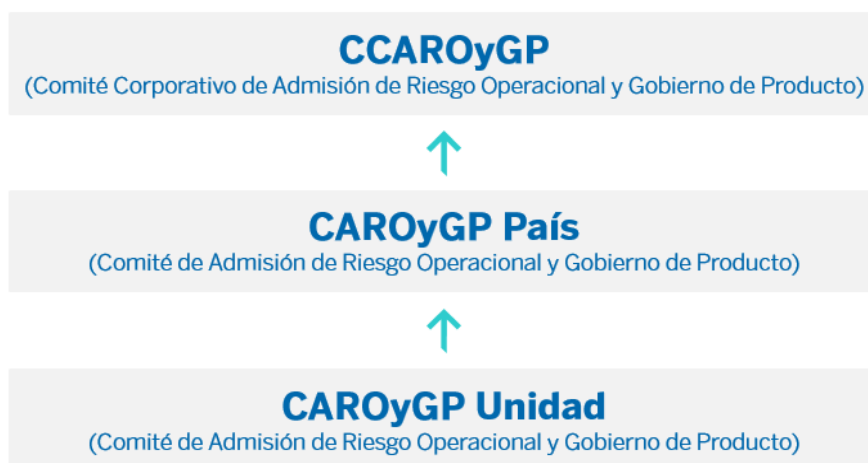 CCAROyGP
(Comité Corporativo de Admisión de Riesgo Operacional y Gobierno de Producto)
CAROyGP País
(Comité de Admisión de Riesgo Operacional y Gobierno de Producto)
CAROyGP Unidad
(Comité de Admisión de Riesgo Operacional y Gobierno de Producto)